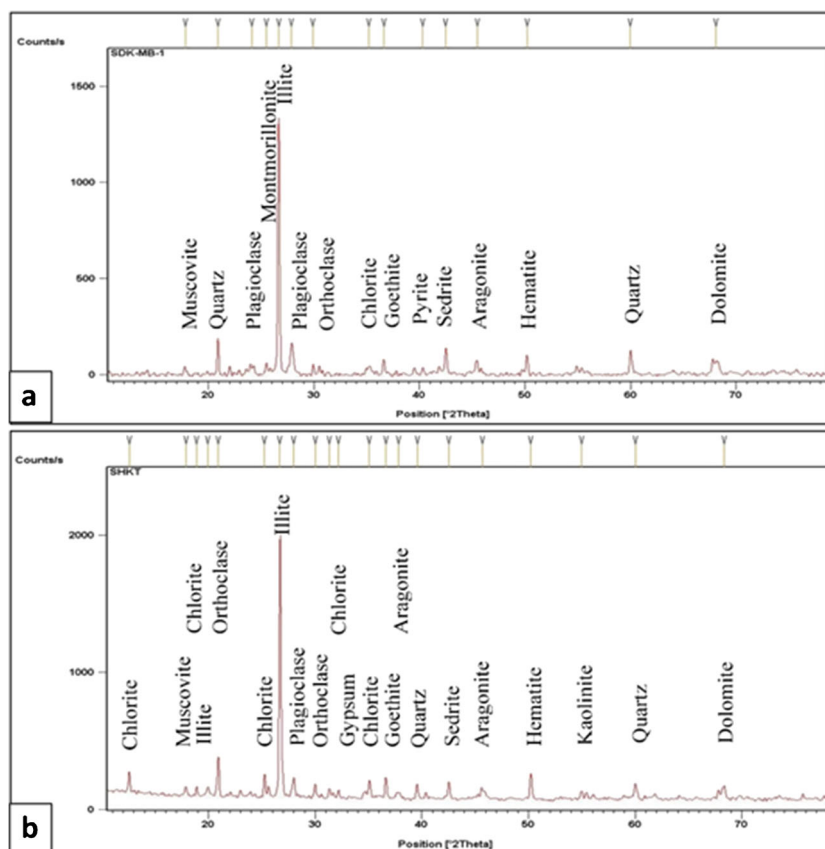 Counts/s
SDK-MB-1
1500
1000
500
0
Muscovite
Quartz
Plagioclase
Montmorillonite
Illite
Plagioclase
Orthoclase
Chlorite
Goethite
Pyrite
Sedrite
Aragonite
Hematite
Quartz
Dolomite
20 30 40 50 60 70
Position [°2Theta]
a
Counts/s
SHKT
2000
1000
0
Chlorite
Muscovite
Chlorite
Illite
Orthoclase
Chlorite
Illite
Plagioclase
Orthoclase
Gypsum
Chlorite
Chlorite
Goethite
Aragonite
Quartz
Sedrite
Aragonite
Hematite
Kaolinite
Quartz
Dolomite
20 30 40 50 60 70
Position [°2Theta]
b